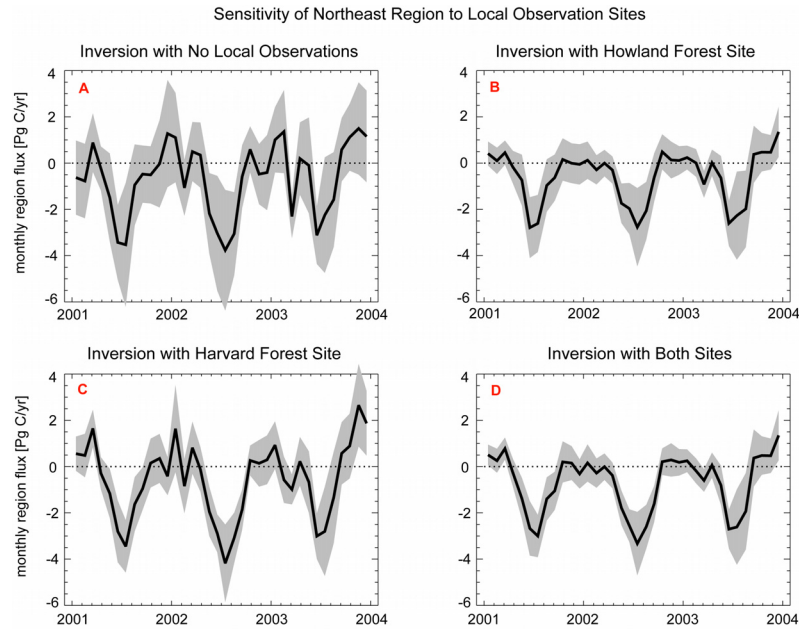 Sensitivity of Northeast Region to Local Observation Sites
Inversion with No Local Observations
A
monthly region flux [Pg C/yr]
4
2
0
-2
-4
-6
2001 2002 2003 2004
Inversion with Howland Forest Site
B
4
2
0
-2
-4
-6
2001 2002 2003 2004
Inversion with Harvard Forest Site
C
monthly region flux [Pg C/yr]
4
2
0
-2
-4
-6
2001 2002 2003 2004
Inversion with Both Sites
D
4
2
0
-2
-4
-6
2001 2002 2003 2004